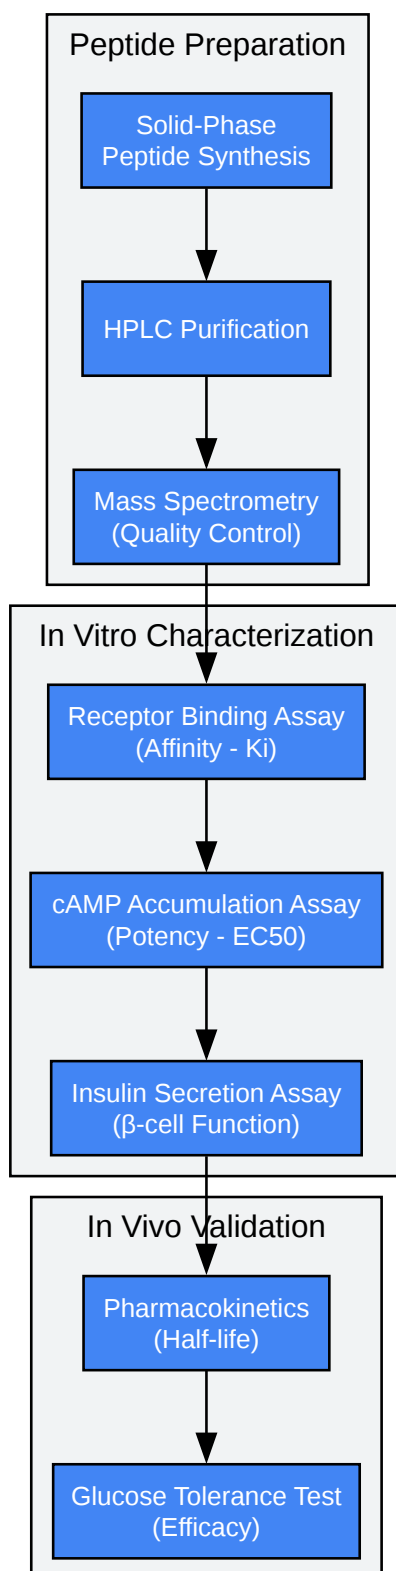 Peptide Preparation
Solid-Phase
Peptide Synthesis
HPLC Purification
Mass Spectrometry
(Quality Control)
In Vitro Characterization
Receptor Binding Assay
(Affinity - Ki)
cAMP Accumulation Assay
(Potency - EC50)
Insulin Secretion Assay
(β-cell Function)
In Vivo Validation
Pharmacokinetics
(Half-life)
Glucose Tolerance Test
(Efficacy)